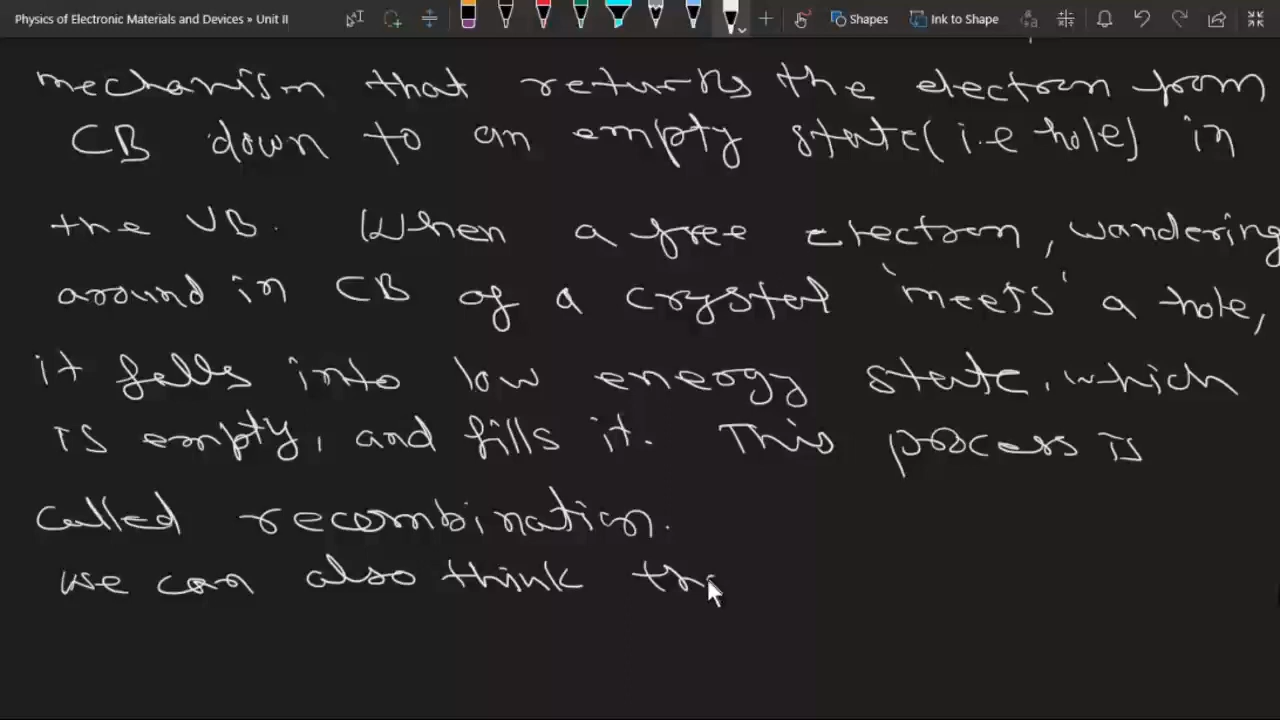 Physics of Electronic Materials and Devices » Unit II
Shapes
Ink to Shape
mechanism that returns the electron from
CB down to an empty state (i.e hole) in
the VB. When a free electron, wandering
around in CB of a crystal 'meets' a hole,
it falls into low energy state, which
is empty, and fills it. This process is
called recombination.
we can also think